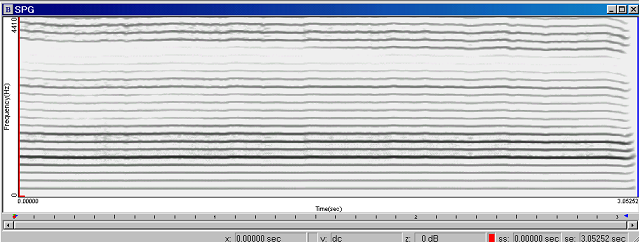 B SPG
4410
Frequency(Hz)
0
0.00000 3.05252
Time(sec)
2
x: 0.00000 sec y: dc z: 0 dB ss: 0.00000 sec se: 3.05252 sec